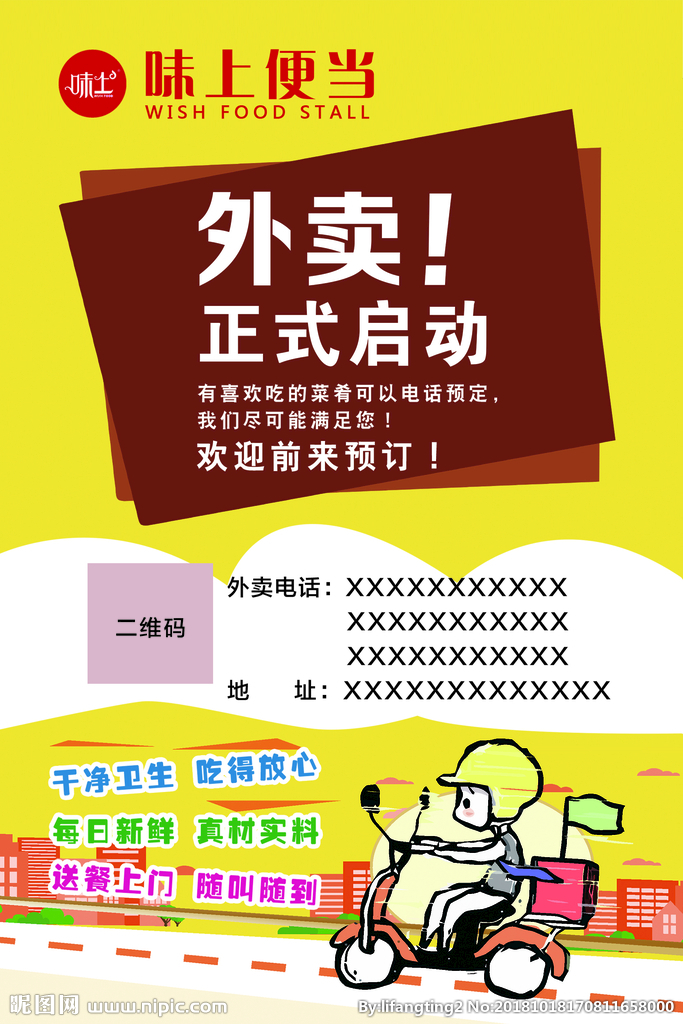 味上
味上便当
WISH FOOD STALL
外卖！
正式启动
有喜欢吃的菜肴可以电话预定，
我们尽可能满足您！
欢迎前来预订！
二维码
外卖电话：XXXXXXXXXXX
XXXXXXXXXXX
XXXXXXXXXXX
地 址：XXXXXXXXXXXXX
干净卫生 吃得放心
每日新鲜 真材实料
送餐上门 随叫随到
昵图网 www.nipic.com
By:lifangting2 No:20181018170811658000